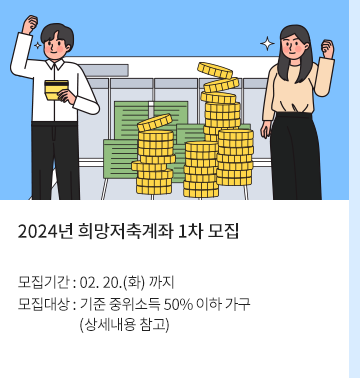 2024년 희망저축계좌 1차 모집
모집기간 : 02. 20.(화) 까지
모집대상 : 기준 중위소득 50% 이하 가구
(상세내용 참고)